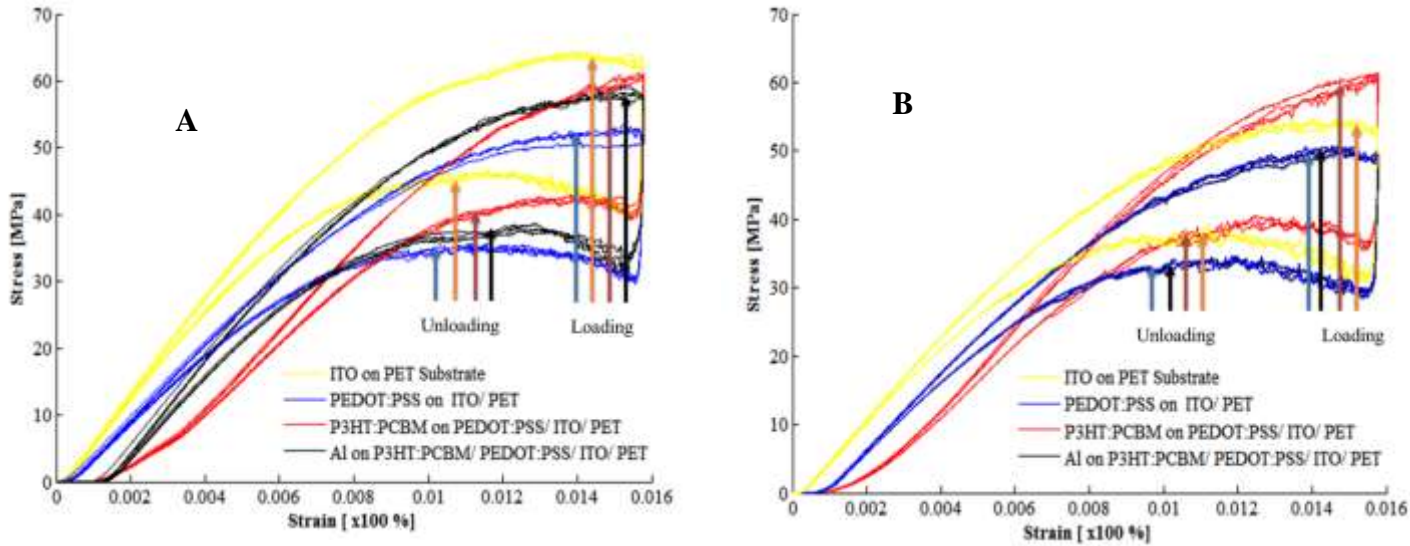 70
60
50
40
30
20
10
0
Stress [MPa]
A
Unloading
Loading
ITO on PET Substrate
PEDOT:PSS on ITO/ PET
P3HT:PCBM on PEDOT:PSS/ ITO/ PET
Al on P3HT:PCBM/ PEDOT:PSS/ ITO/ PET
0 0.002 0.004 0.006 0.008 0.01 0.012 0.014 0.016
Strain [ x100 %]
70
60
50
40
30
20
10
0
Stress [MPa]
B
Unloading
Loading
ITO on PET Substrate
PEDOT:PSS on ITO/ PET
P3HT:PCBM on PEDOT:PSS/ ITO/ PET
Al on P3HT:PCBM/ PEDOT:PSS/ ITO/ PET
0.002 0.004 0.006 0.008 0.01 0.012 0.014 0.016
Strain [ x100 %]